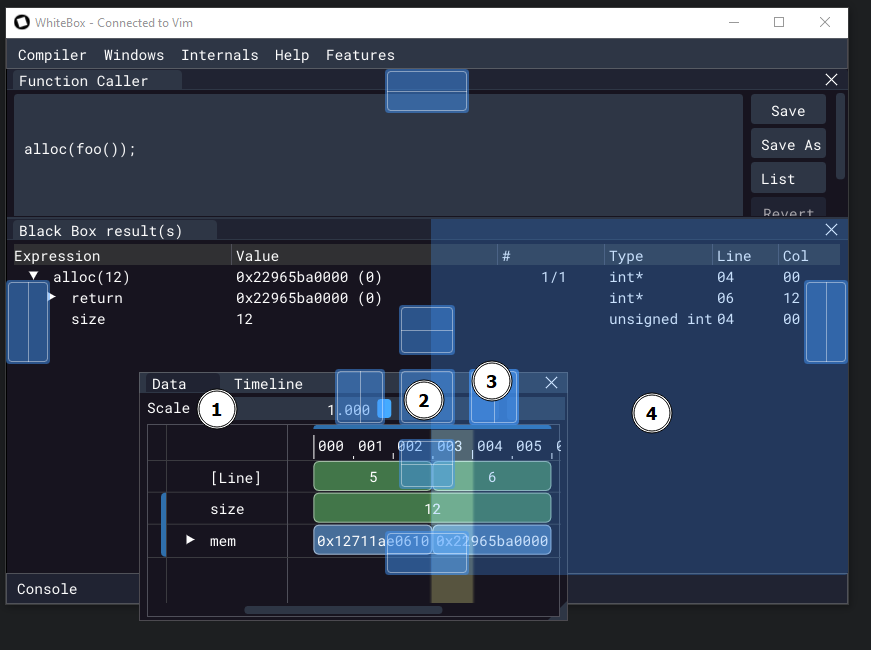 WhiteBox - Connected to Vim
Compiler Windows Internals Help Features
Function Caller
alloc(foo());
Save
Save As
List
Revert
Black Box result(s)
Expression Value # Type Line Col
alloc(12) 0x22965ba0000 (0) 1/1 int* 04 00
return 0x22965ba0000 (0) int* 06 12
size 12 unsigned int 04 00
Data Timeline
Scale 1.000
1
2
3
4
000 001 002 003 004 005
[Line] 5 6
size 12
mem 0x12711ae0610 0x22965ba0000
Console